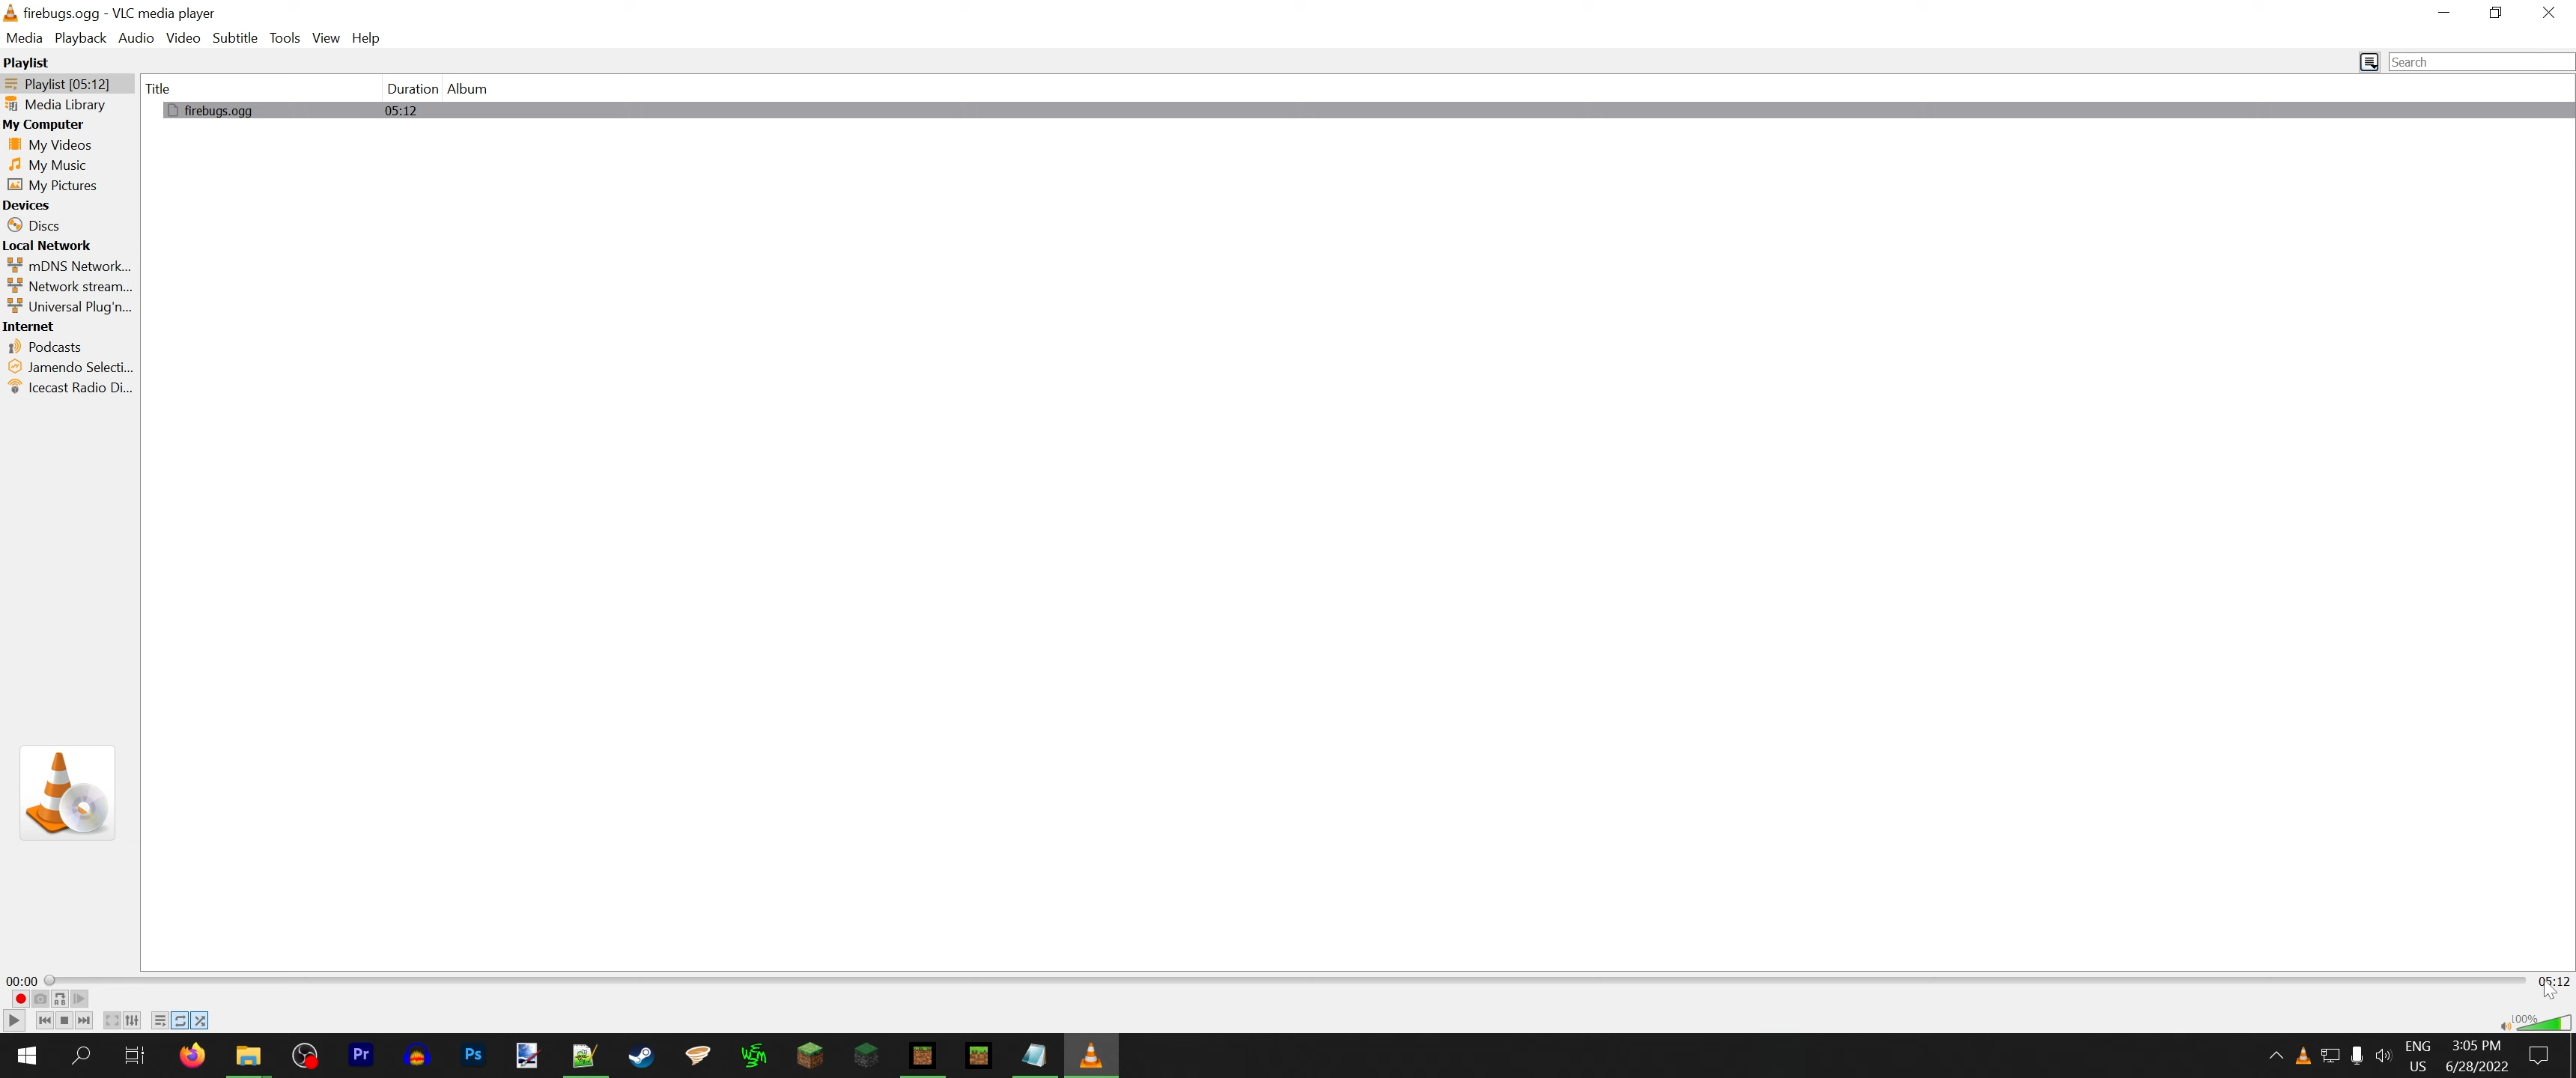 firebugs.ogg - VLC media player
Media Playback Audio Video Subtitle Tools View Help
Playlist
Search
Playlist [05:12]
Title Duration Album
Media Library
firebugs.ogg 05:12
My Computer
My Videos
My Music
My Pictures
Devices
Discs
Local Network
mDNS Network...
Network stream...
Universal Plug'n...
Internet
Podcasts
Jamendo Selecti...
Icecast Radio Di...
00:00 05:12
100%
Pr Ps
ENG 3:05 PM
US 6/28/2022